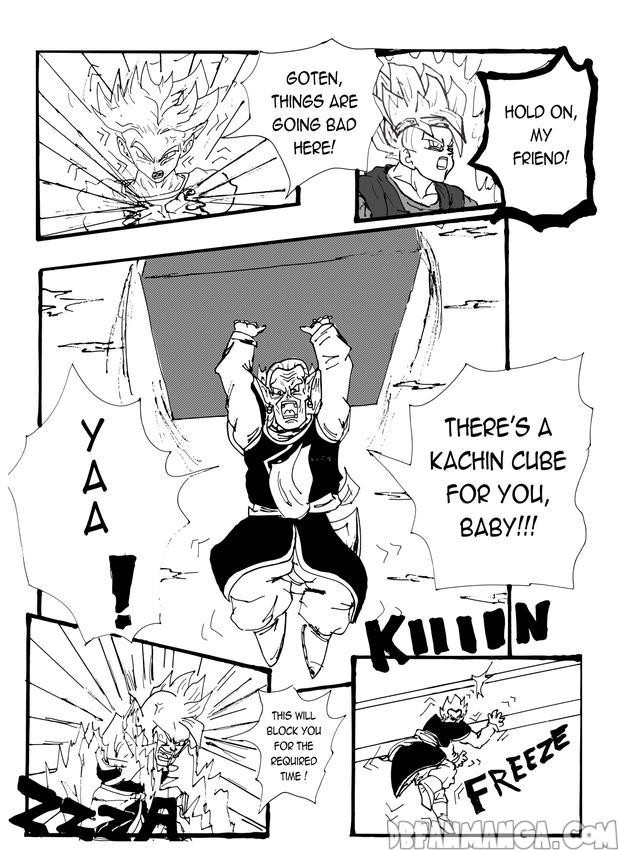 GOTEN,
THINGS ARE
GOING BAD
HERE!
HOLD ON,
MY
FRIEND!
YAA!
THERE'S A
KACHIN CUBE
FOR YOU,
BABY!!!
KIIIIN
THIS WILL
BLOCK YOU
FOR THE
REQUIRED
TIME!
ZZZA
FREEZE
DBFANMANGA.COM